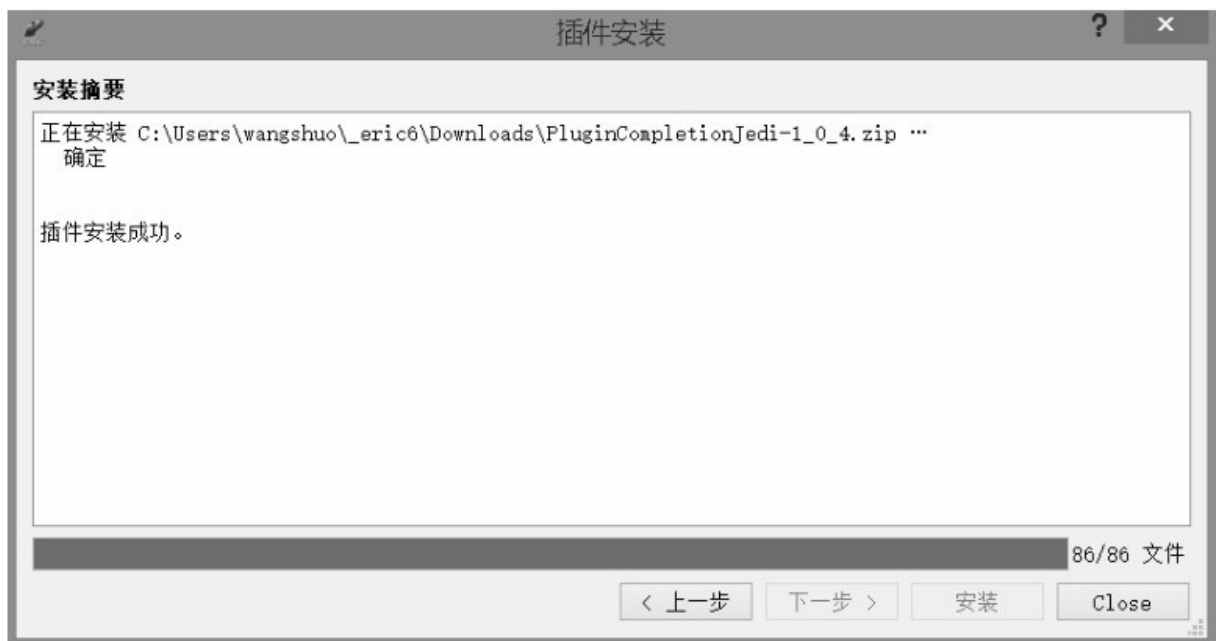 插件安装
?
×
安装摘要
正在安装 C:\Users\wangshuo\_eric6\Downloads\PluginCompletionJedi-1_0_4.zip …
确定
插件安装成功。
86/86 文件
< 上一步
下一步 >
安装
Close